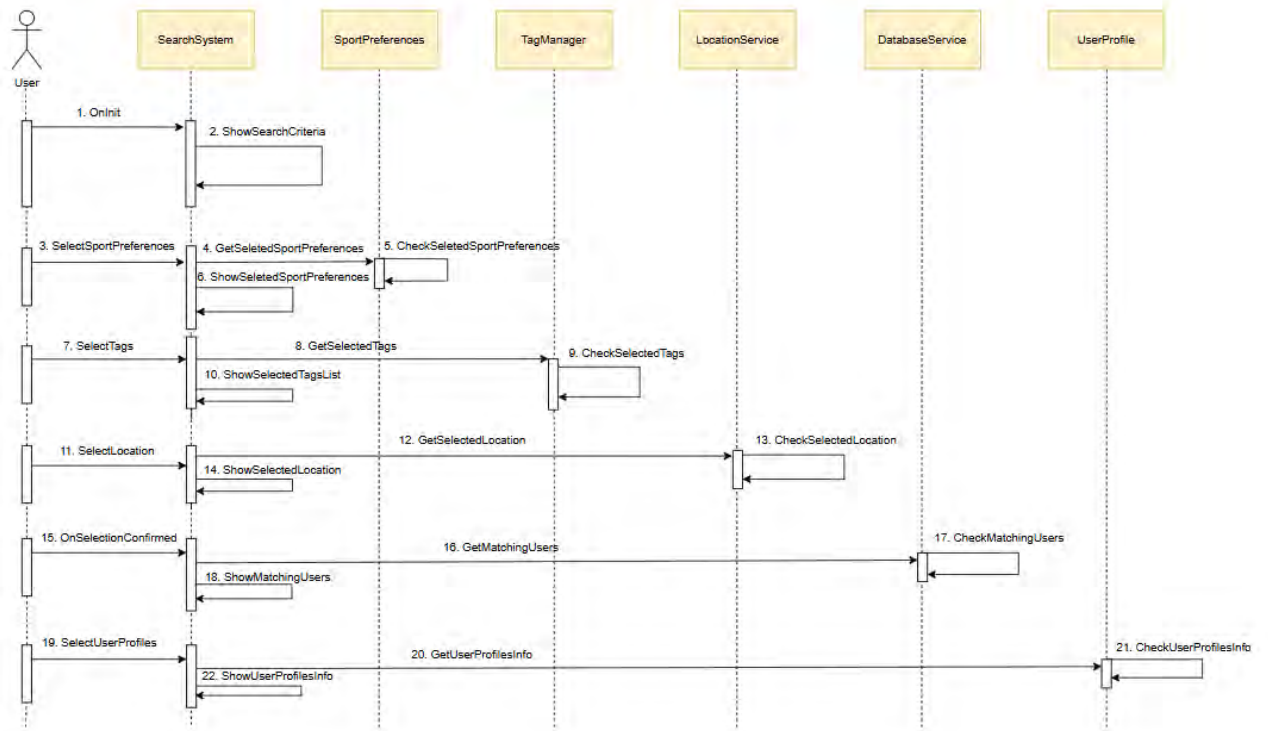 SearchSystem
SportPreferences
TagManager
LocationService
DatabaseService
UserProfile
User
1. OnInit
2. ShowSearchCriteria
3. SelectSportPreferences
4. GetSeletedSportPreferences
5. CheckSeletedSportPreferences
6. ShowSeletedSportPreferences
7. SelectTags
8. GetSelectedTags
9. CheckSelectedTags
10. ShowSelectedTagsList
11. SelectLocation
12. GetSelectedLocation
13. CheckSelectedLocation
14. ShowSelectedLocation
15. OnSelectionConfirmed
16. GetMatchingUsers
17. CheckMatchingUsers
18. ShowMatchingUsers
19. SelectUserProfiles
20. GetUserProfilesInfo
21. CheckUserProfilesInfo
22. ShowUserProfilesInfo